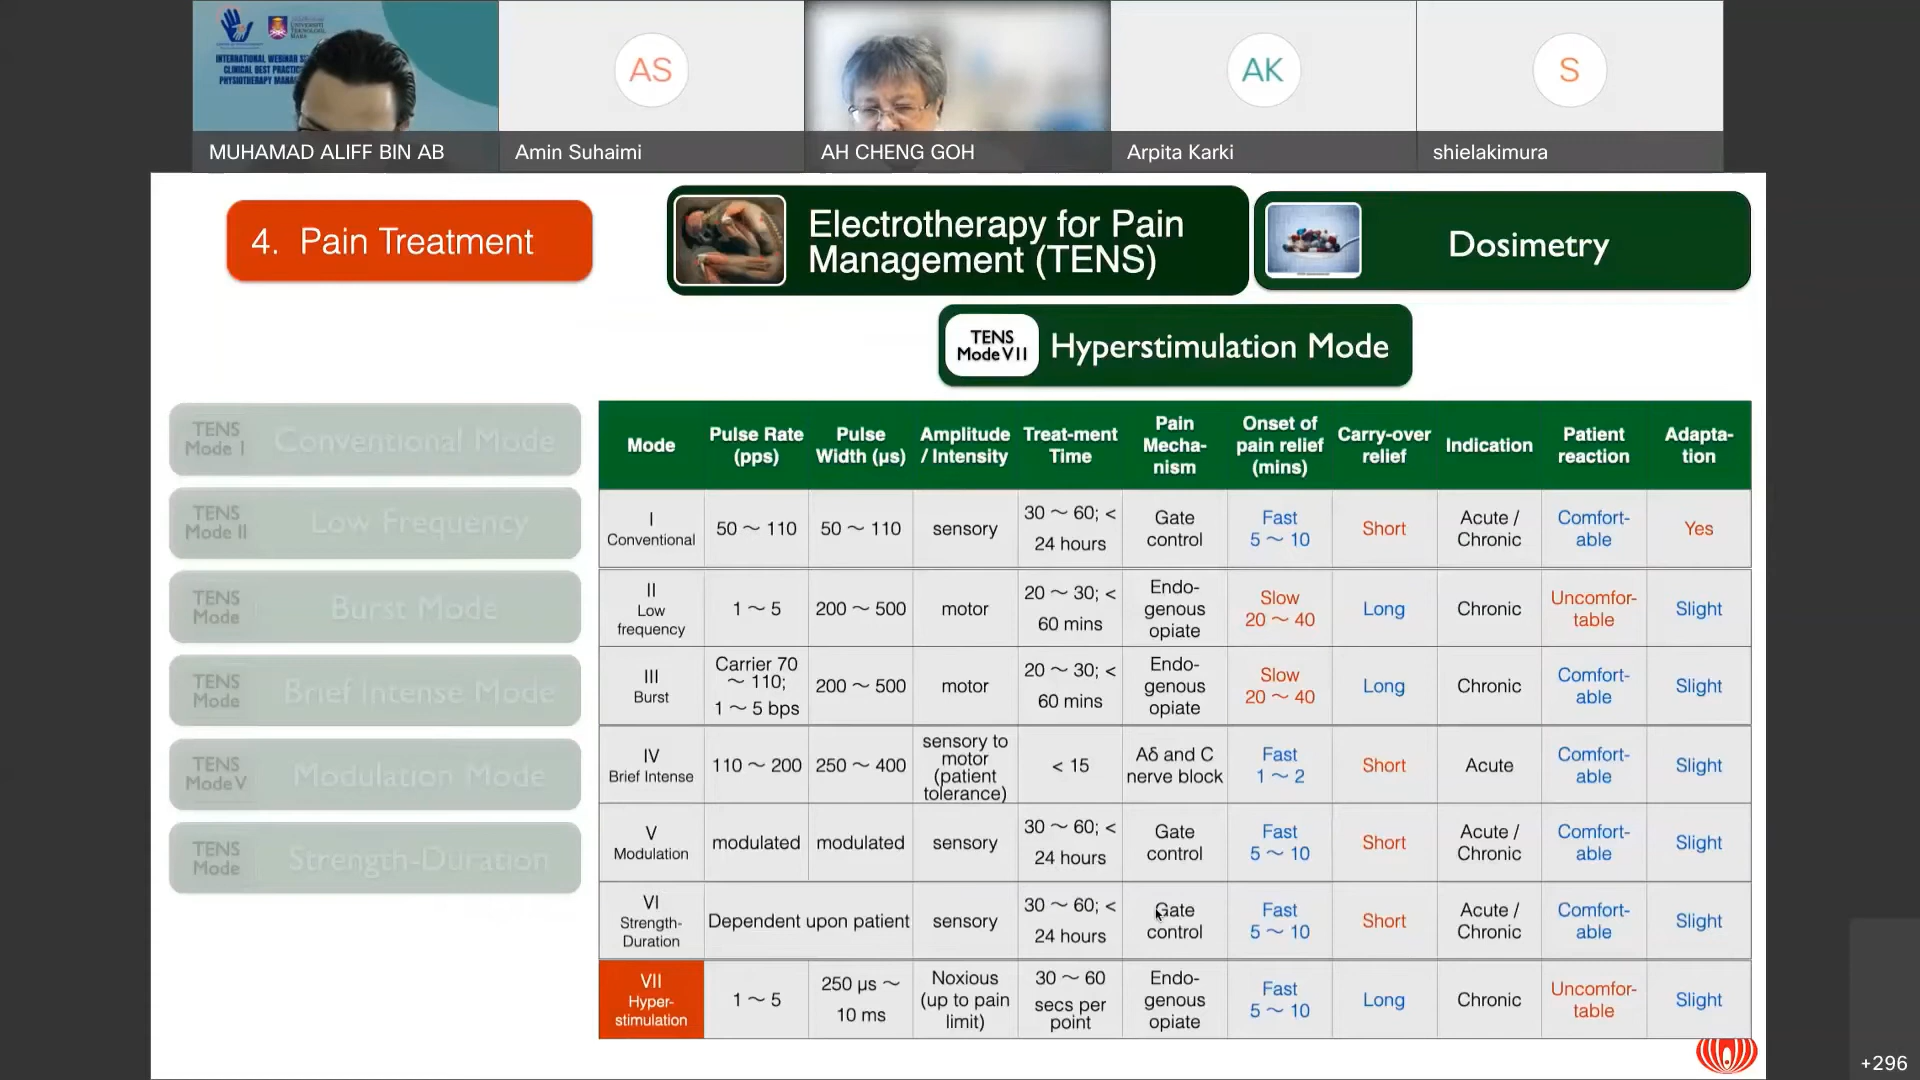 UNIVERSITI
TEKNOLOGI
MARA
INTERNATIONAL WEBINAR
CLINICAL BEST PRACTIC
PHYSIOTHERAPY MANA
MUHAMAD ALIFF BIN AB
AS
Amin Suhaimi
AH CHENG GOH
AK
Arpita Karki
S
shielakimura
4. Pain Treatment
Electrotherapy for Pain
Management (TENS)
Dosimetry
TENS
Mode VII
Hyperstimulation Mode
TENS
Mode I
Conventional Mode
TENS
Mode II
Low Frequency
TENS
Mode
Burst Mode
TENS
Mode
Brief Intense Mode
TENS
Mode V
Modulation Mode
TENS
Mode
Strength-Duration
Mode
Pulse Rate
(pps)
Pulse
Width (µs)
Amplitude
/ Intensity
Treat-ment
Time
Pain
Mecha-
nism
Onset of
pain relief
(mins)
Carry-over
relief
Indication
Patient
reaction
Adapta-
tion
I
Conventional
50 ～ 110
50 ～ 110
sensory
30 ～ 60; <
24 hours
Gate
control
Fast
5 ～ 10
Short
Acute /
Chronic
Comfort-
able
Yes
II
Low
frequency
1 ～ 5
200 ～ 500
motor
20 ～ 30; <
60 mins
Endo-
genous
opiate
Slow
20 ～ 40
Long
Chronic
Uncomfor-
table
Slight
III
Burst
Carrier 70
～ 110;
1 ～ 5 bps
200 ～ 500
motor
20 ～ 30; <
60 mins
Endo-
genous
opiate
Slow
20 ～ 40
Long
Chronic
Comfort-
able
Slight
IV
Brief Intense
110 ～ 200
250 ～ 400
sensory to
motor
(patient
tolerance)
< 15
Aδ and C
nerve block
Fast
1 ～ 2
Short
Acute
Comfort-
able
Slight
V
Modulation
modulated
modulated
sensory
30 ～ 60; <
24 hours
Gate
control
Fast
5 ～ 10
Short
Acute /
Chronic
Comfort-
able
Slight
VI
Strength-
Duration
Dependent upon patient
sensory
30 ～ 60; <
24 hours
Gate
control
Fast
5 ～ 10
Short
Acute /
Chronic
Comfort-
able
Slight
VII
Hyper-
stimulation
1 ～ 5
250 µs ～
10 ms
Noxious
(up to pain
limit)
30 ～ 60
secs per
point
Endo-
genous
opiate
Fast
5 ～ 10
Long
Chronic
Uncomfor-
table
Slight
+296